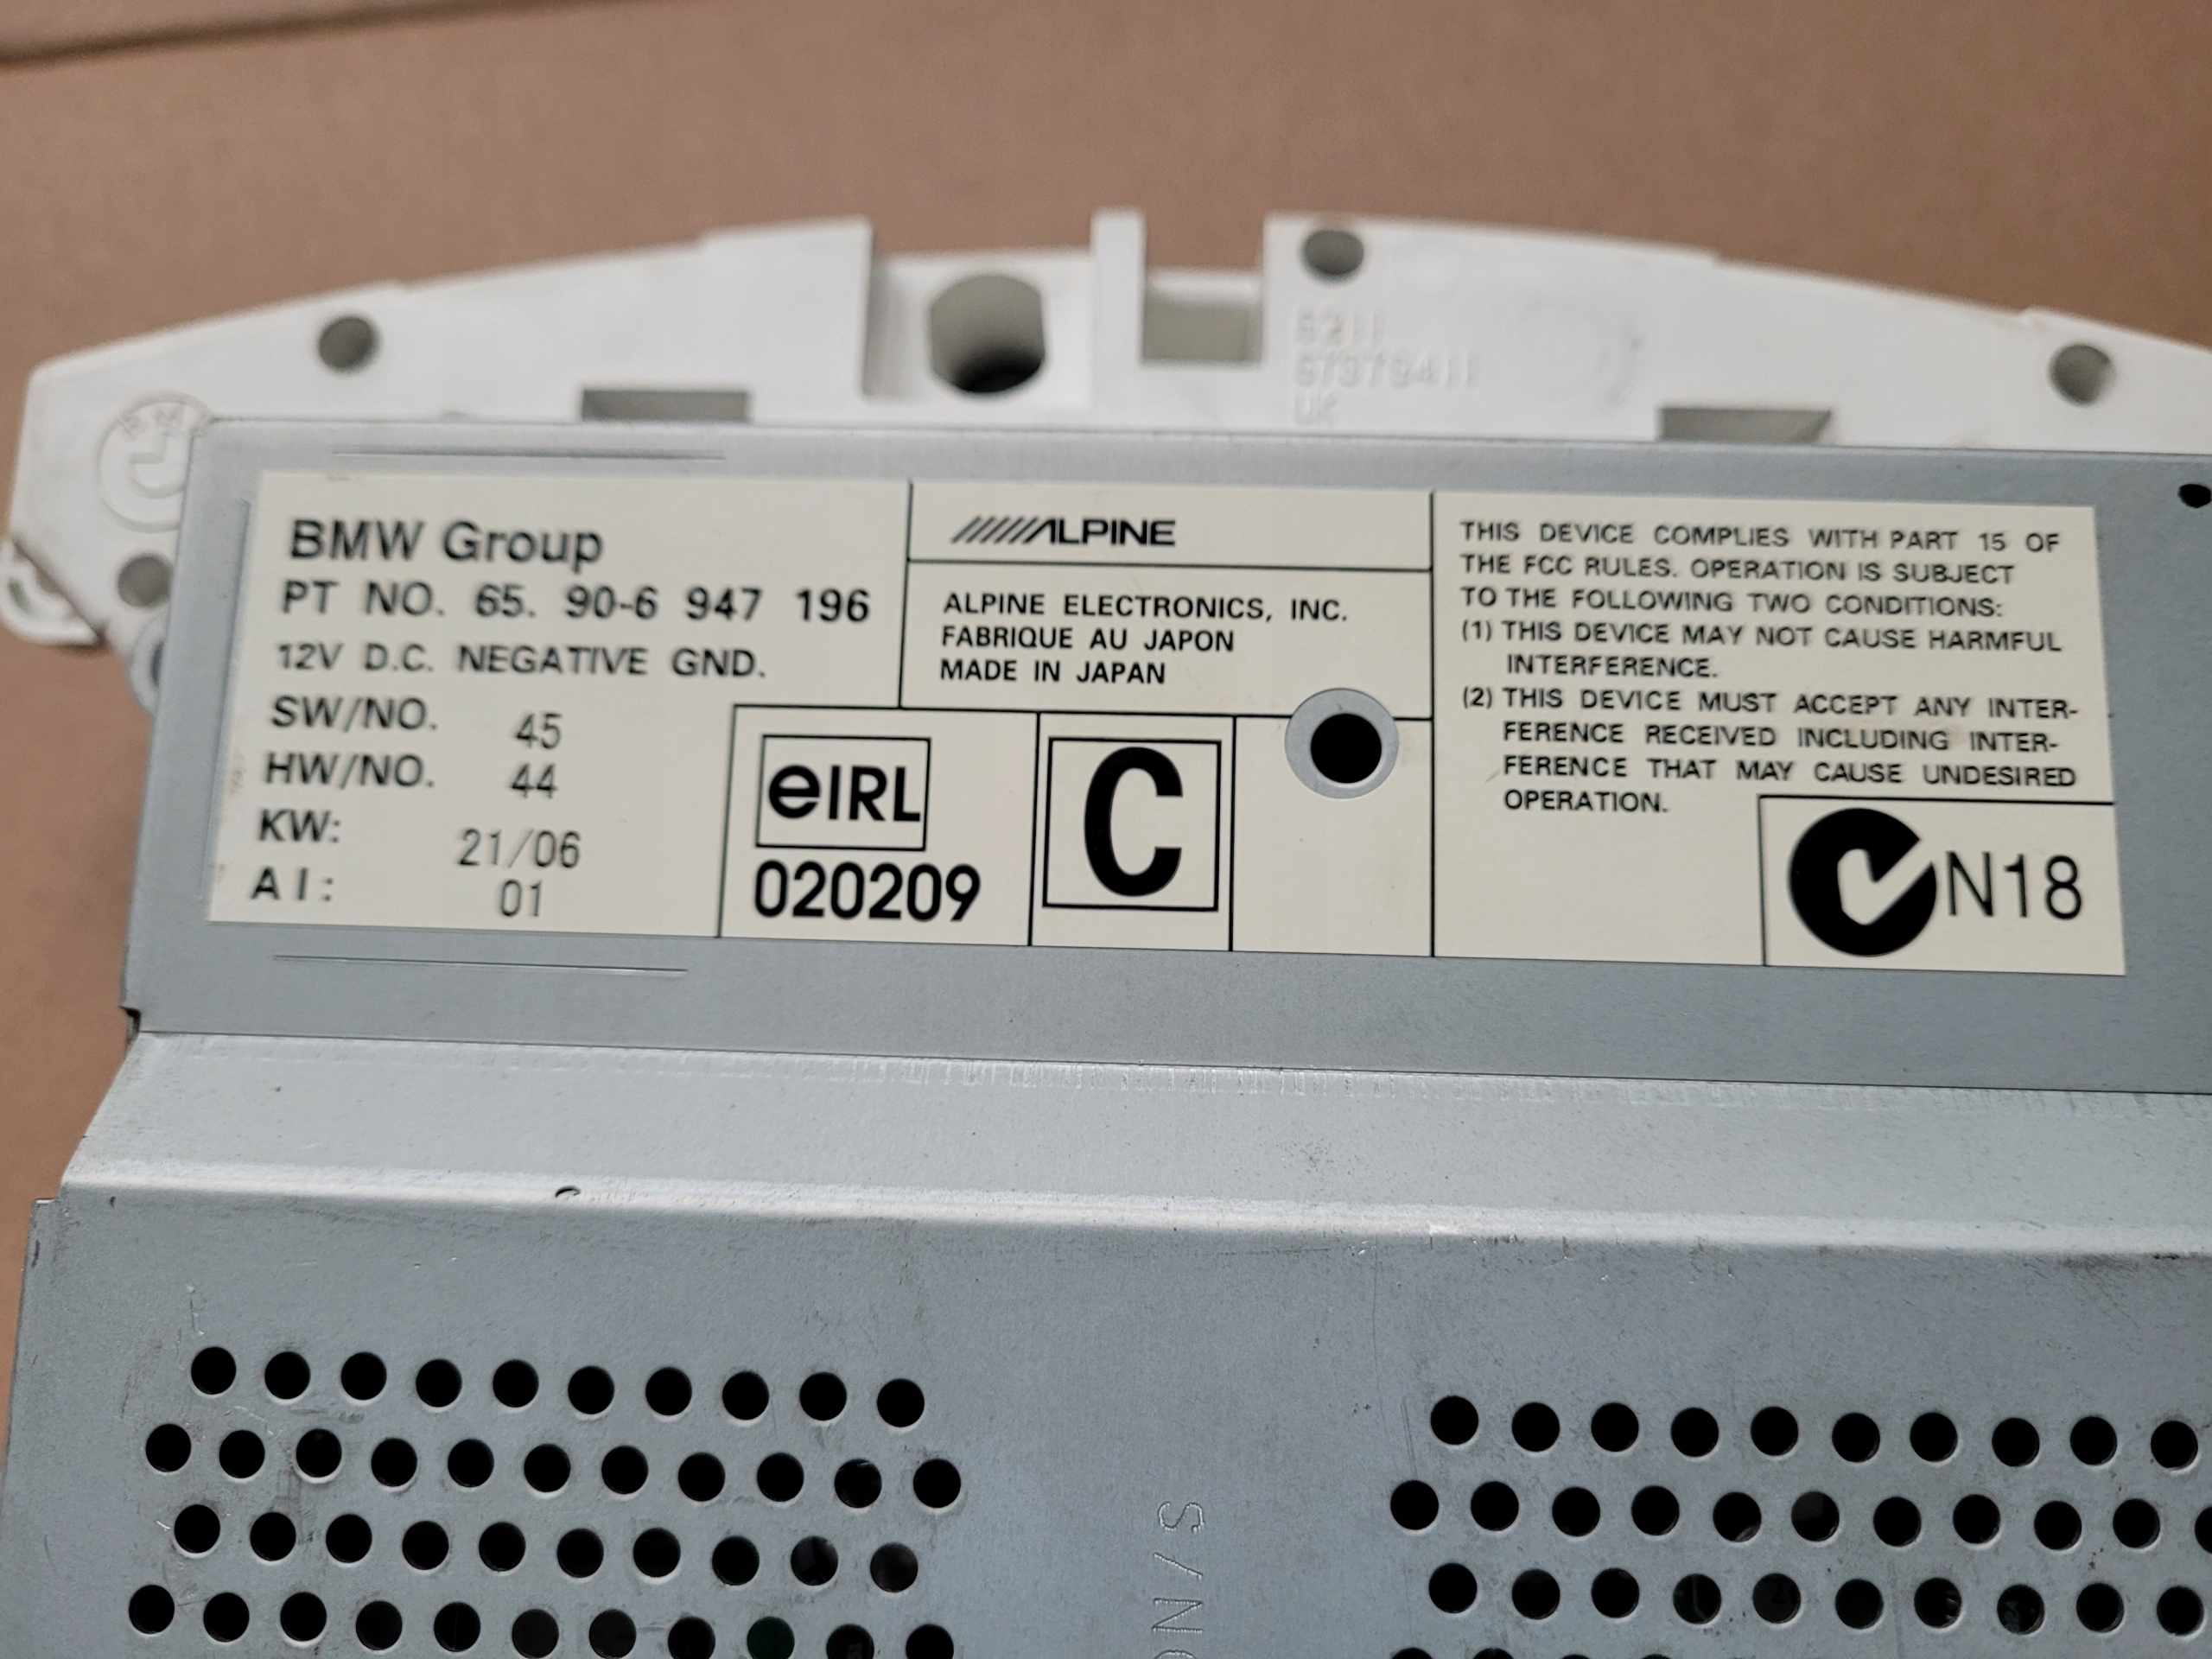 6211
BMW Group
PT NO. 65. 90-6 947 196
12V D.C. NEGATIVE GND.
SW/NO. 45
HW/NO. 44
KW: 21/06
AI: 01
ALPINE
ALPINE ELECTRONICS, INC.
FABRIQUE AU JAPON
MADE IN JAPAN
eIRL
020209
C
THIS DEVICE COMPLIES WITH PART 15 OF
THE FCC RULES. OPERATION IS SUBJECT
TO THE FOLLOWING TWO CONDITIONS:
(1) THIS DEVICE MAY NOT CAUSE HARMFUL
INTERFERENCE.
(2) THIS DEVICE MUST ACCEPT ANY INTER-
FERENCE RECEIVED INCLUDING INTER-
FERENCE THAT MAY CAUSE UNDESIRED
OPERATION.
N18